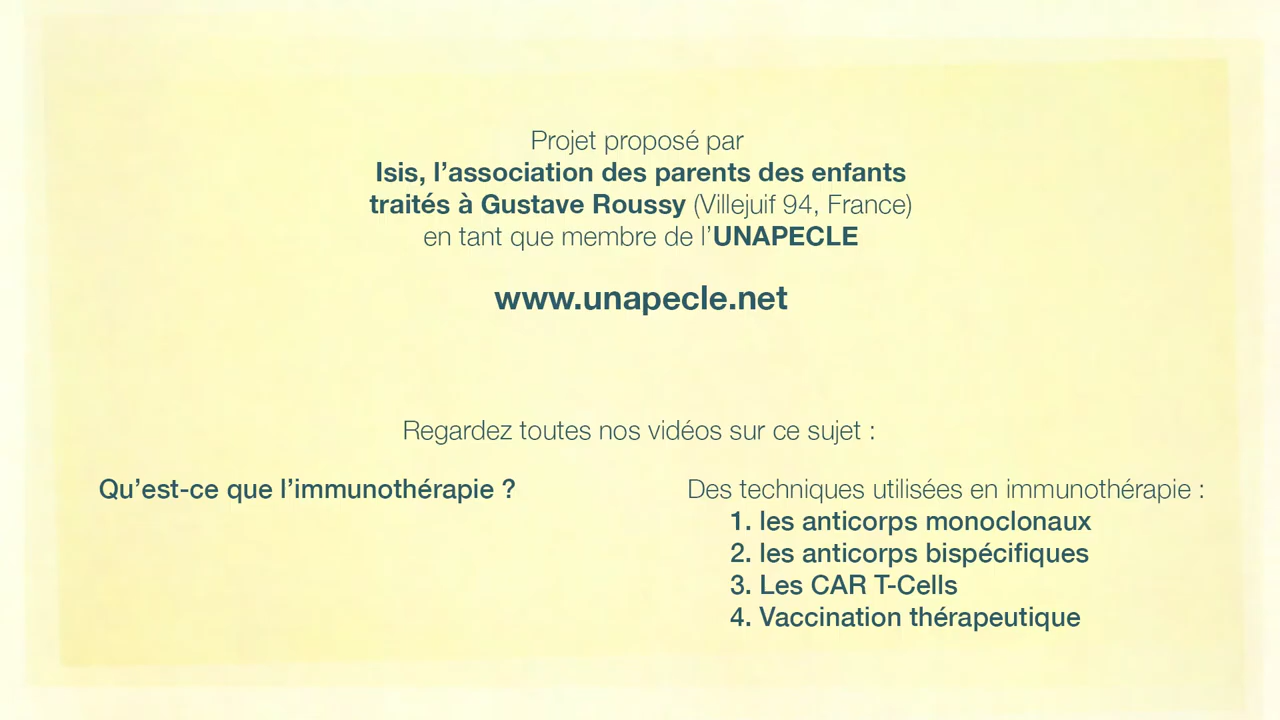 Projet proposé par
Isis, l’association des parents des enfants
traités à Gustave Roussy (Villejuif 94, France)
en tant que membre de l’UNAPECLE
www.unapecle.net
Regardez toutes nos vidéos sur ce sujet :
Qu’est-ce que l’immunothérapie ?
Des techniques utilisées en immunothérapie :
1. les anticorps monoclonaux
2. les anticorps bispécifiques
3. Les CAR T-Cells
4. Vaccination thérapeutique